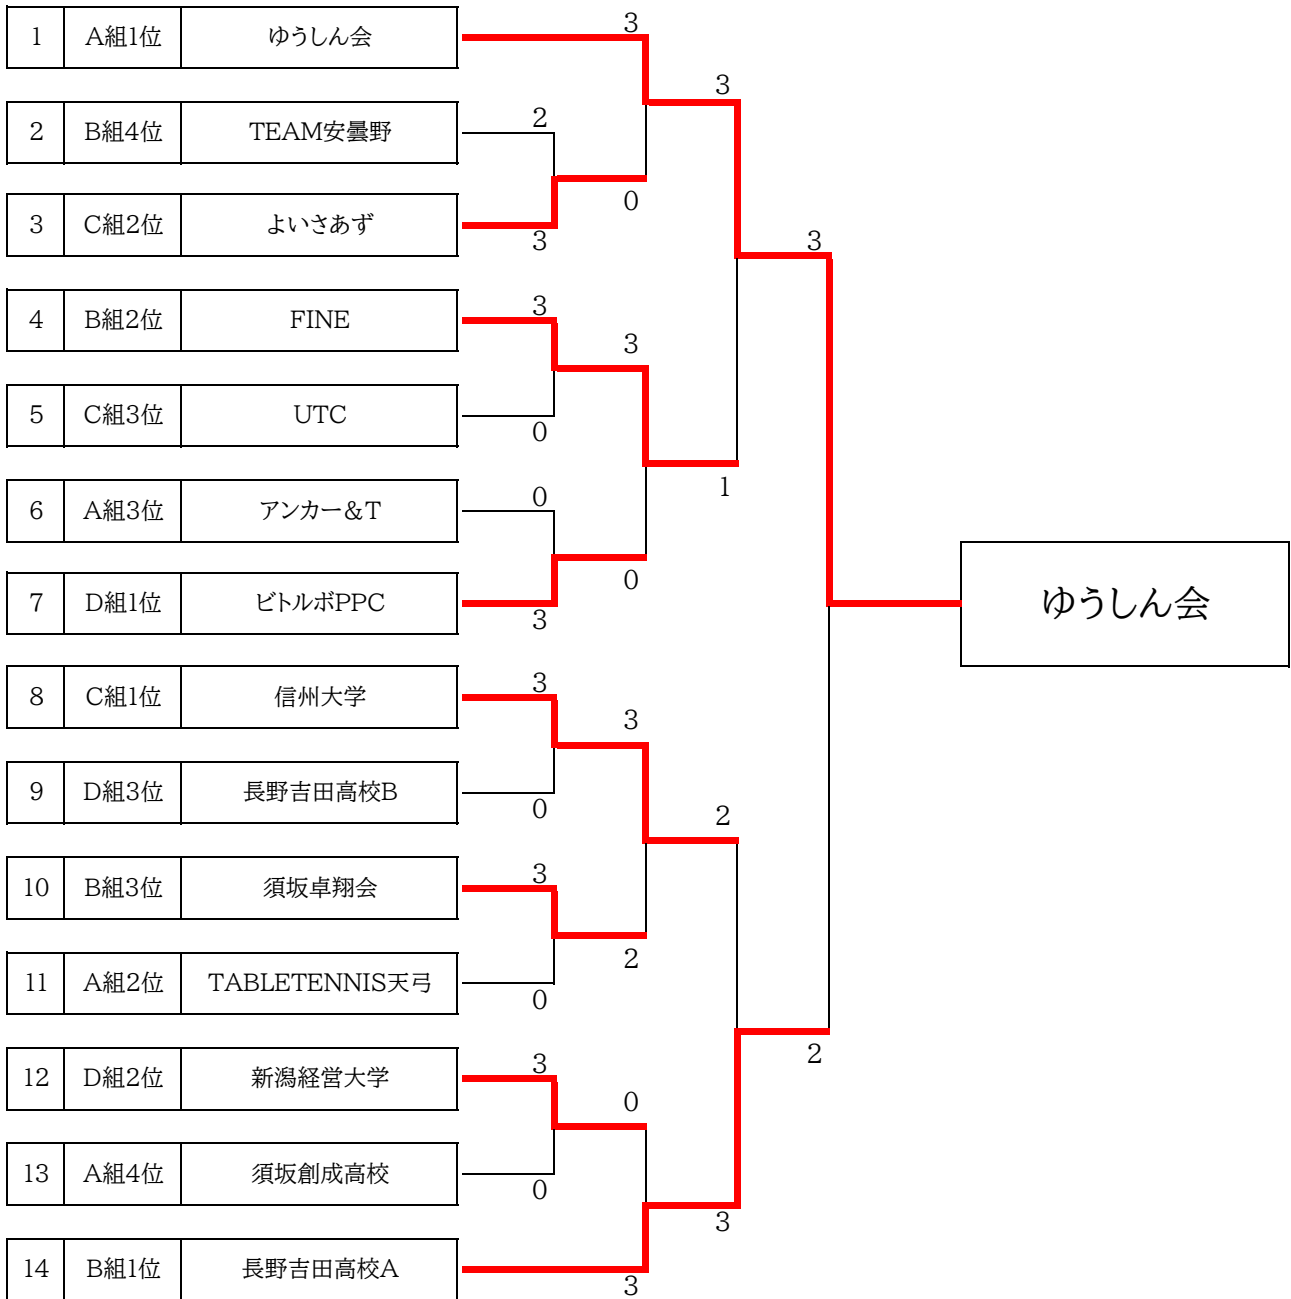 1 A組1位 ゆうしん会
3
3
2 B組4位 TEAM安曇野
2
0
3 C組2位 よいさあず
3
3
4 B組2位 FINE
3
3
5 C組3位 UTC
0
1
6 A組3位 アンカー&T
0
0
7 D組1位 ビトルボPPC
3
ゆうしん会
8 C組1位 信州大学
3
3
9 D組3位 長野吉田高校B
0
2
10 B組3位 須坂卓翔会
3
2
11 A組2位 TABLETENNIS天弓
0
2
12 D組2位 新潟経営大学
3
0
13 A組4位 須坂創成高校
0
3
14 B組1位 長野吉田高校A
3